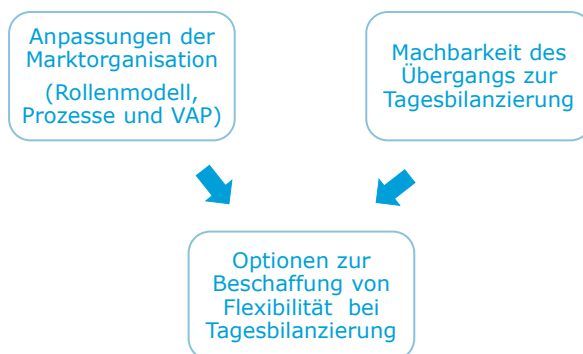 Anpassungen der
Marktorganisation
(Rollenmodell,
Prozesse und VAP)
Machbarkeit des
Übergangs zur
Tagesbilanzierung
Optionen zur
Beschaffung von
Flexibilität bei
Tagesbilanzierung